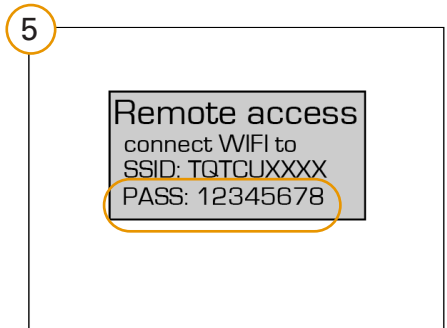 5
Remote access
connect WIFI to
SSID: TQTCUXXXX
PASS: 12345678